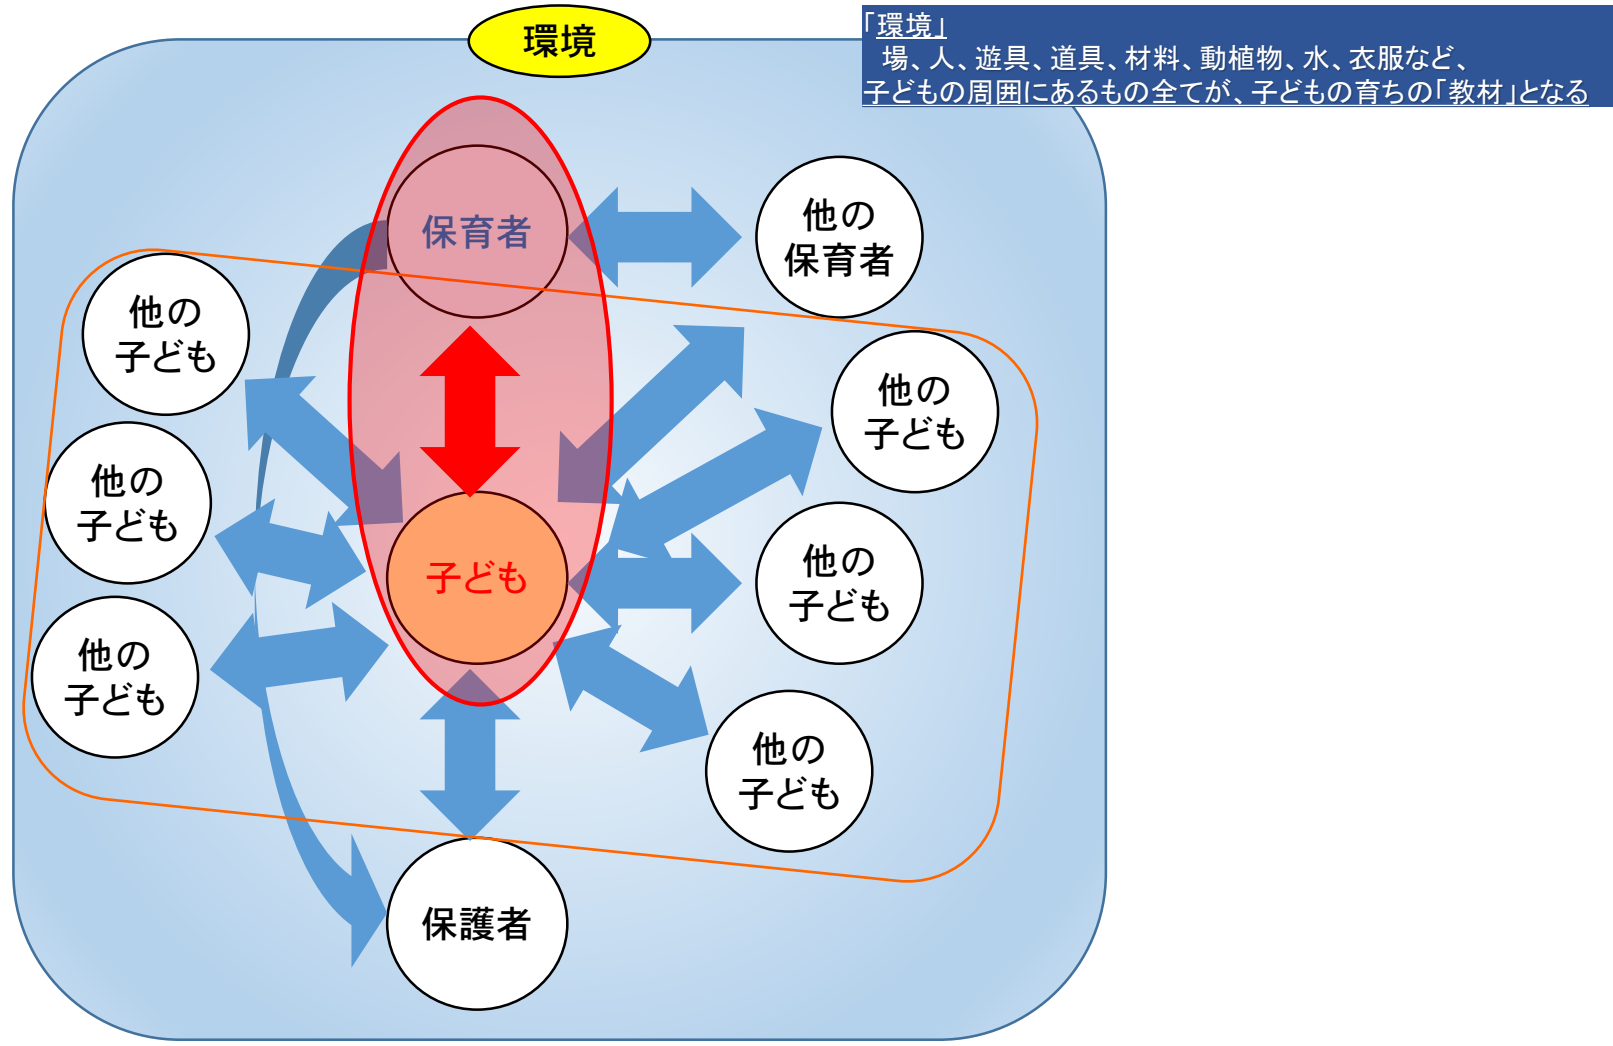 環境
「環境」
場、人、遊具、道具、材料、動植物、水、衣服など、
子どもの周囲にあるもの全てが、子どもの育ちの「教材」となる
保育者
他の
保育者
他の
子ども
他の
子ども
他の
子ども
子ども
他の
子ども
他の
子ども
他の
子ども
保護者